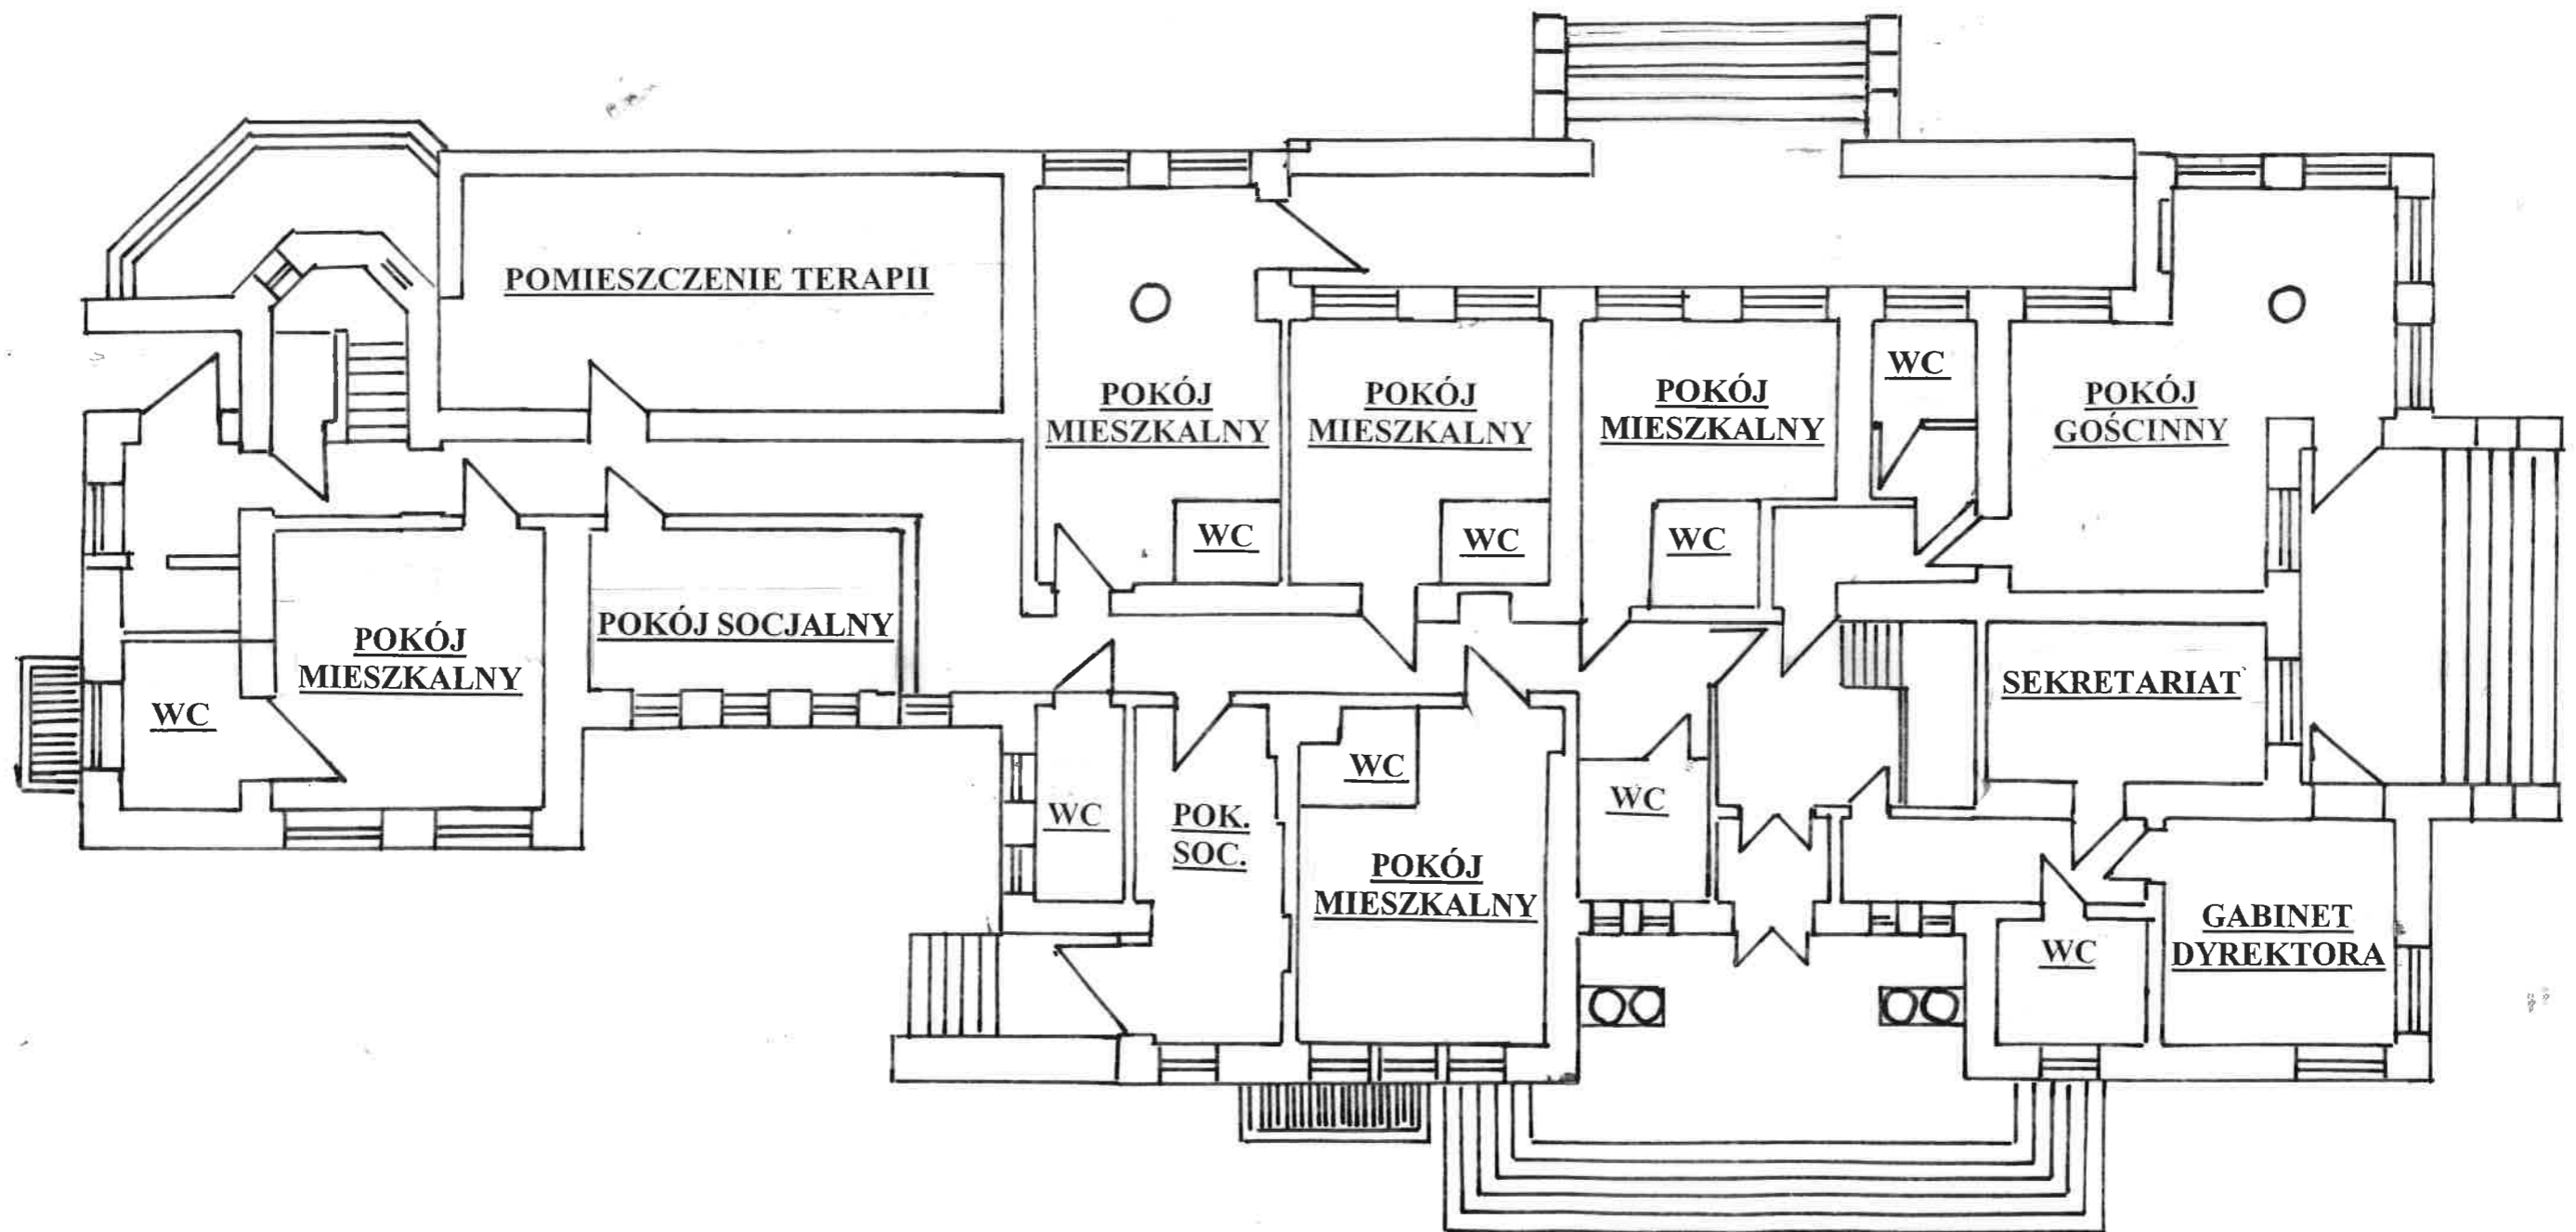 POMIESZCZENIE TERAPII
POKÓJ
MIESZKALNY
WC
POKÓJ
MIESZKALNY
WC
POKÓJ
MIESZKALNY
WC
WC
POKÓJ
GOŚCINNY
POKÓJ
MIESZKALNY
WC
POKÓJ SOCJALNY
WC
POK.
SOC.
WC
POKÓJ
MIESZKALNY
WC
SEKRETARIAT
WC
GABINET
DYREKTORA